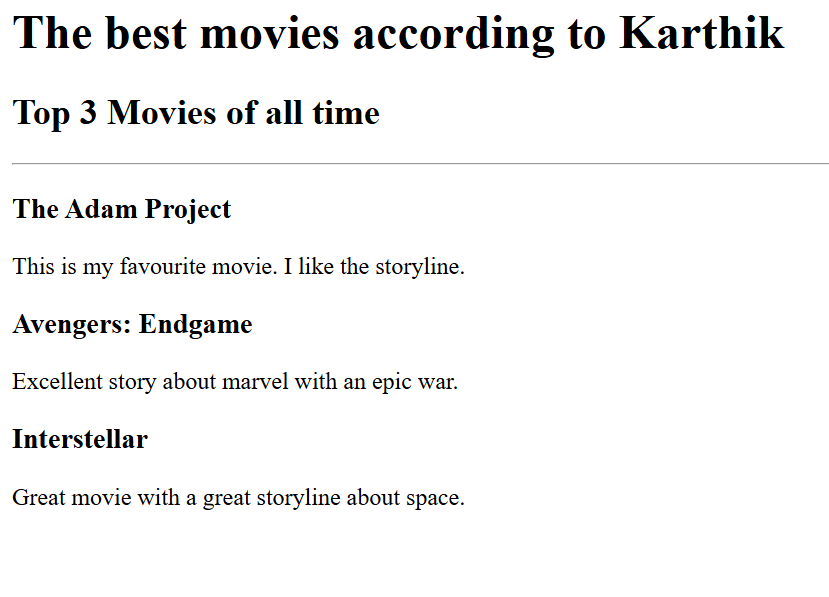 The best movies according to Karthik
Top 3 Movies of all time
The Adam Project
This is my favourite movie. I like the storyline.
Avengers: Endgame
Excellent story about marvel with an epic war.
Interstellar
Great movie with a great storyline about space.